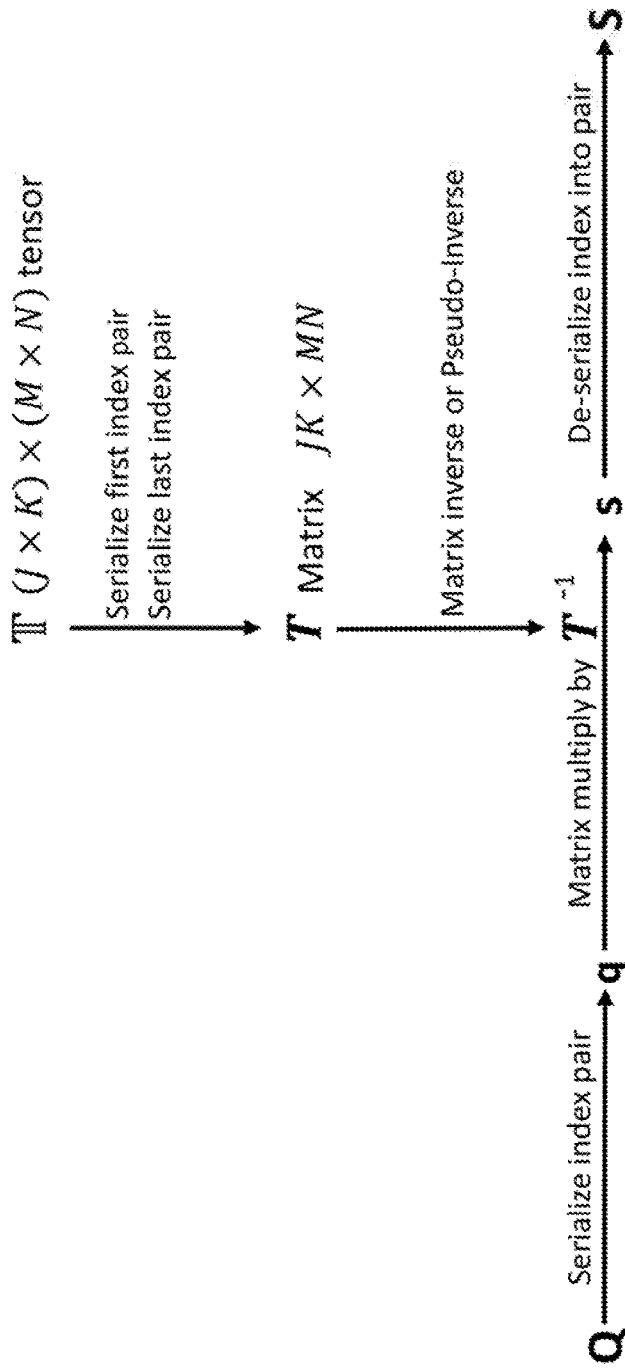 𝕋 (J × K) × (M × N) tensor
Serialize first index pair
Serialize last index pair
T Matrix JK × MN
Matrix inverse or Pseudo-Inverse
Q Serialize index pair q Matrix multiply by T⁻¹ s De-serialize index into pair S